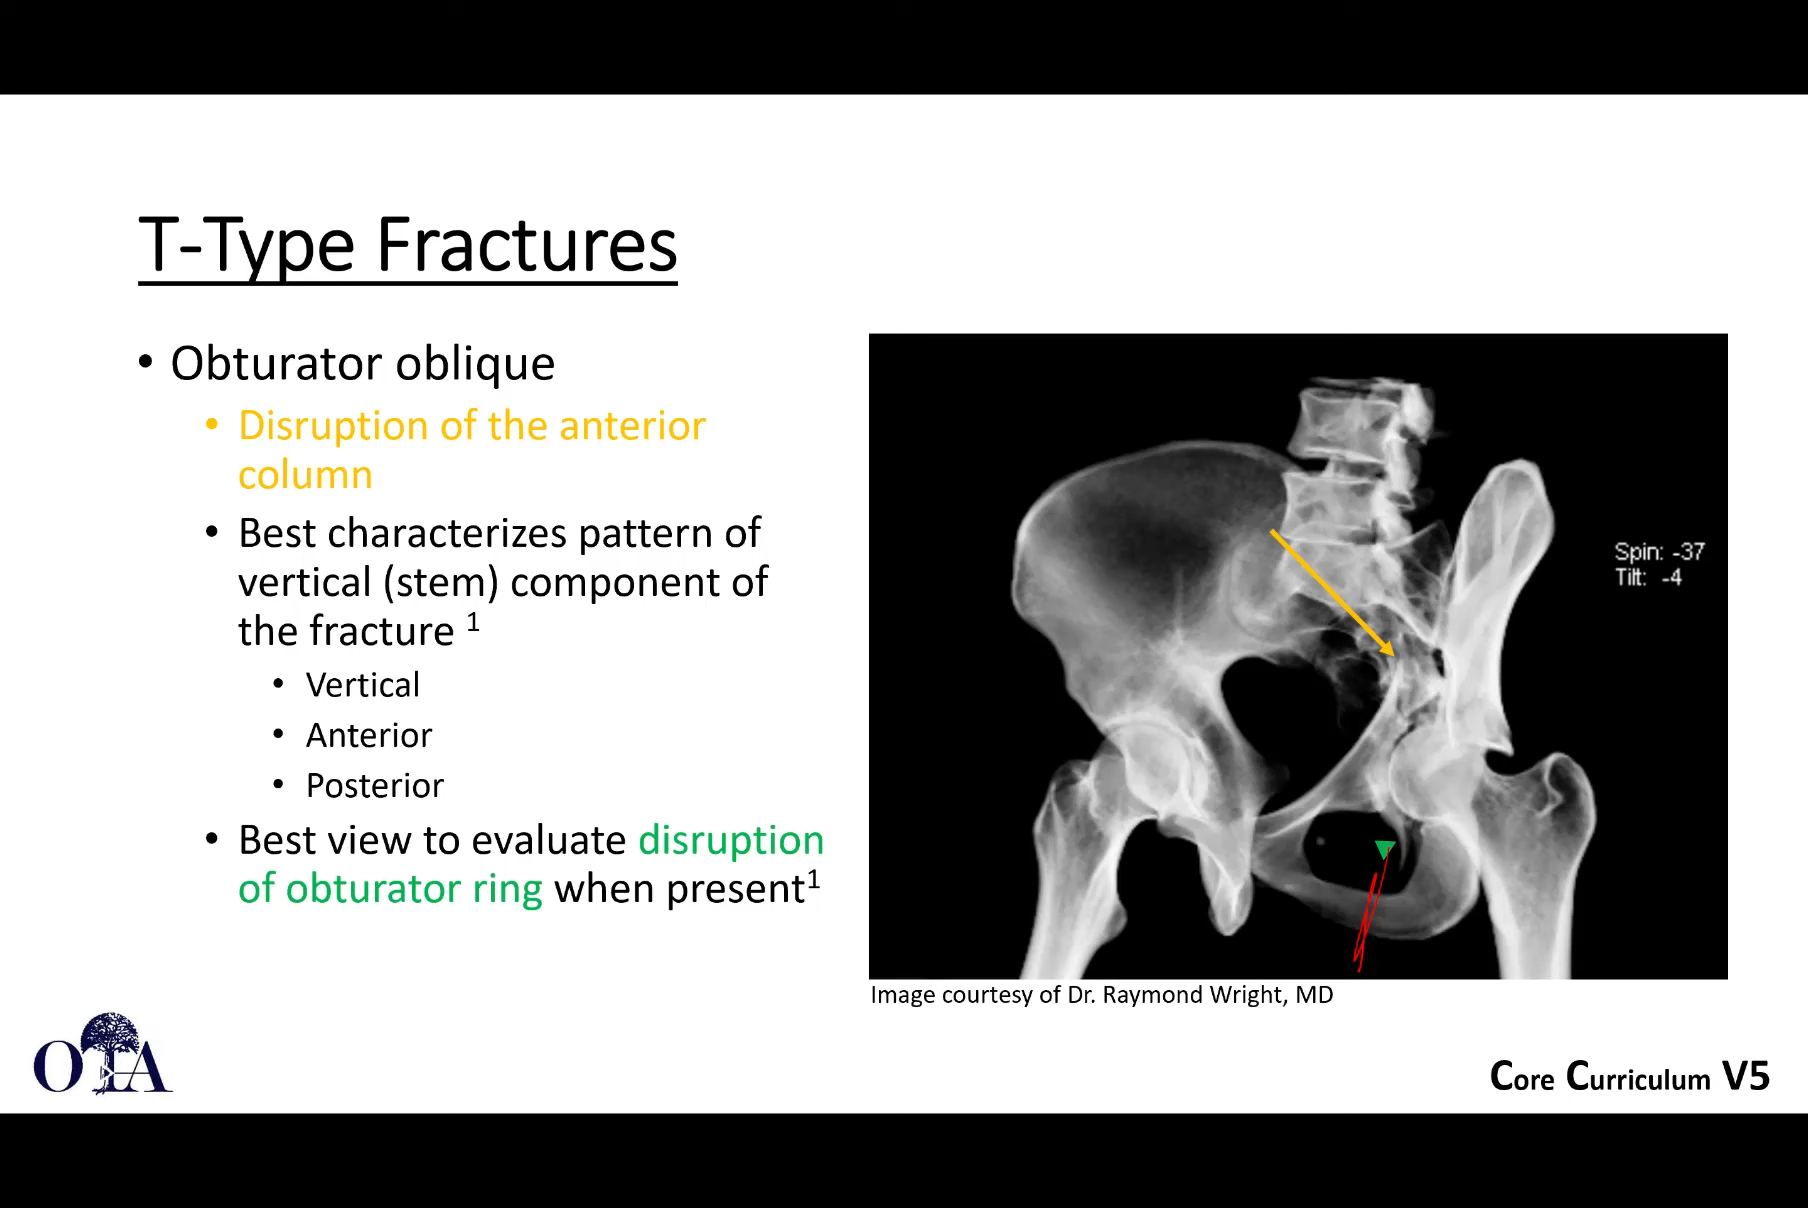 T-Type Fractures
• Obturator oblique
• Disruption of the anterior
column
• Best characterizes pattern of
vertical (stem) component of
the fracture ¹
• Vertical
• Anterior
• Posterior
• Best view to evaluate disruption
of obturator ring when present¹
Spin: -37
Tilt: -4
Image courtesy of Dr. Raymond Wright, MD
OTA
Core Curriculum V5